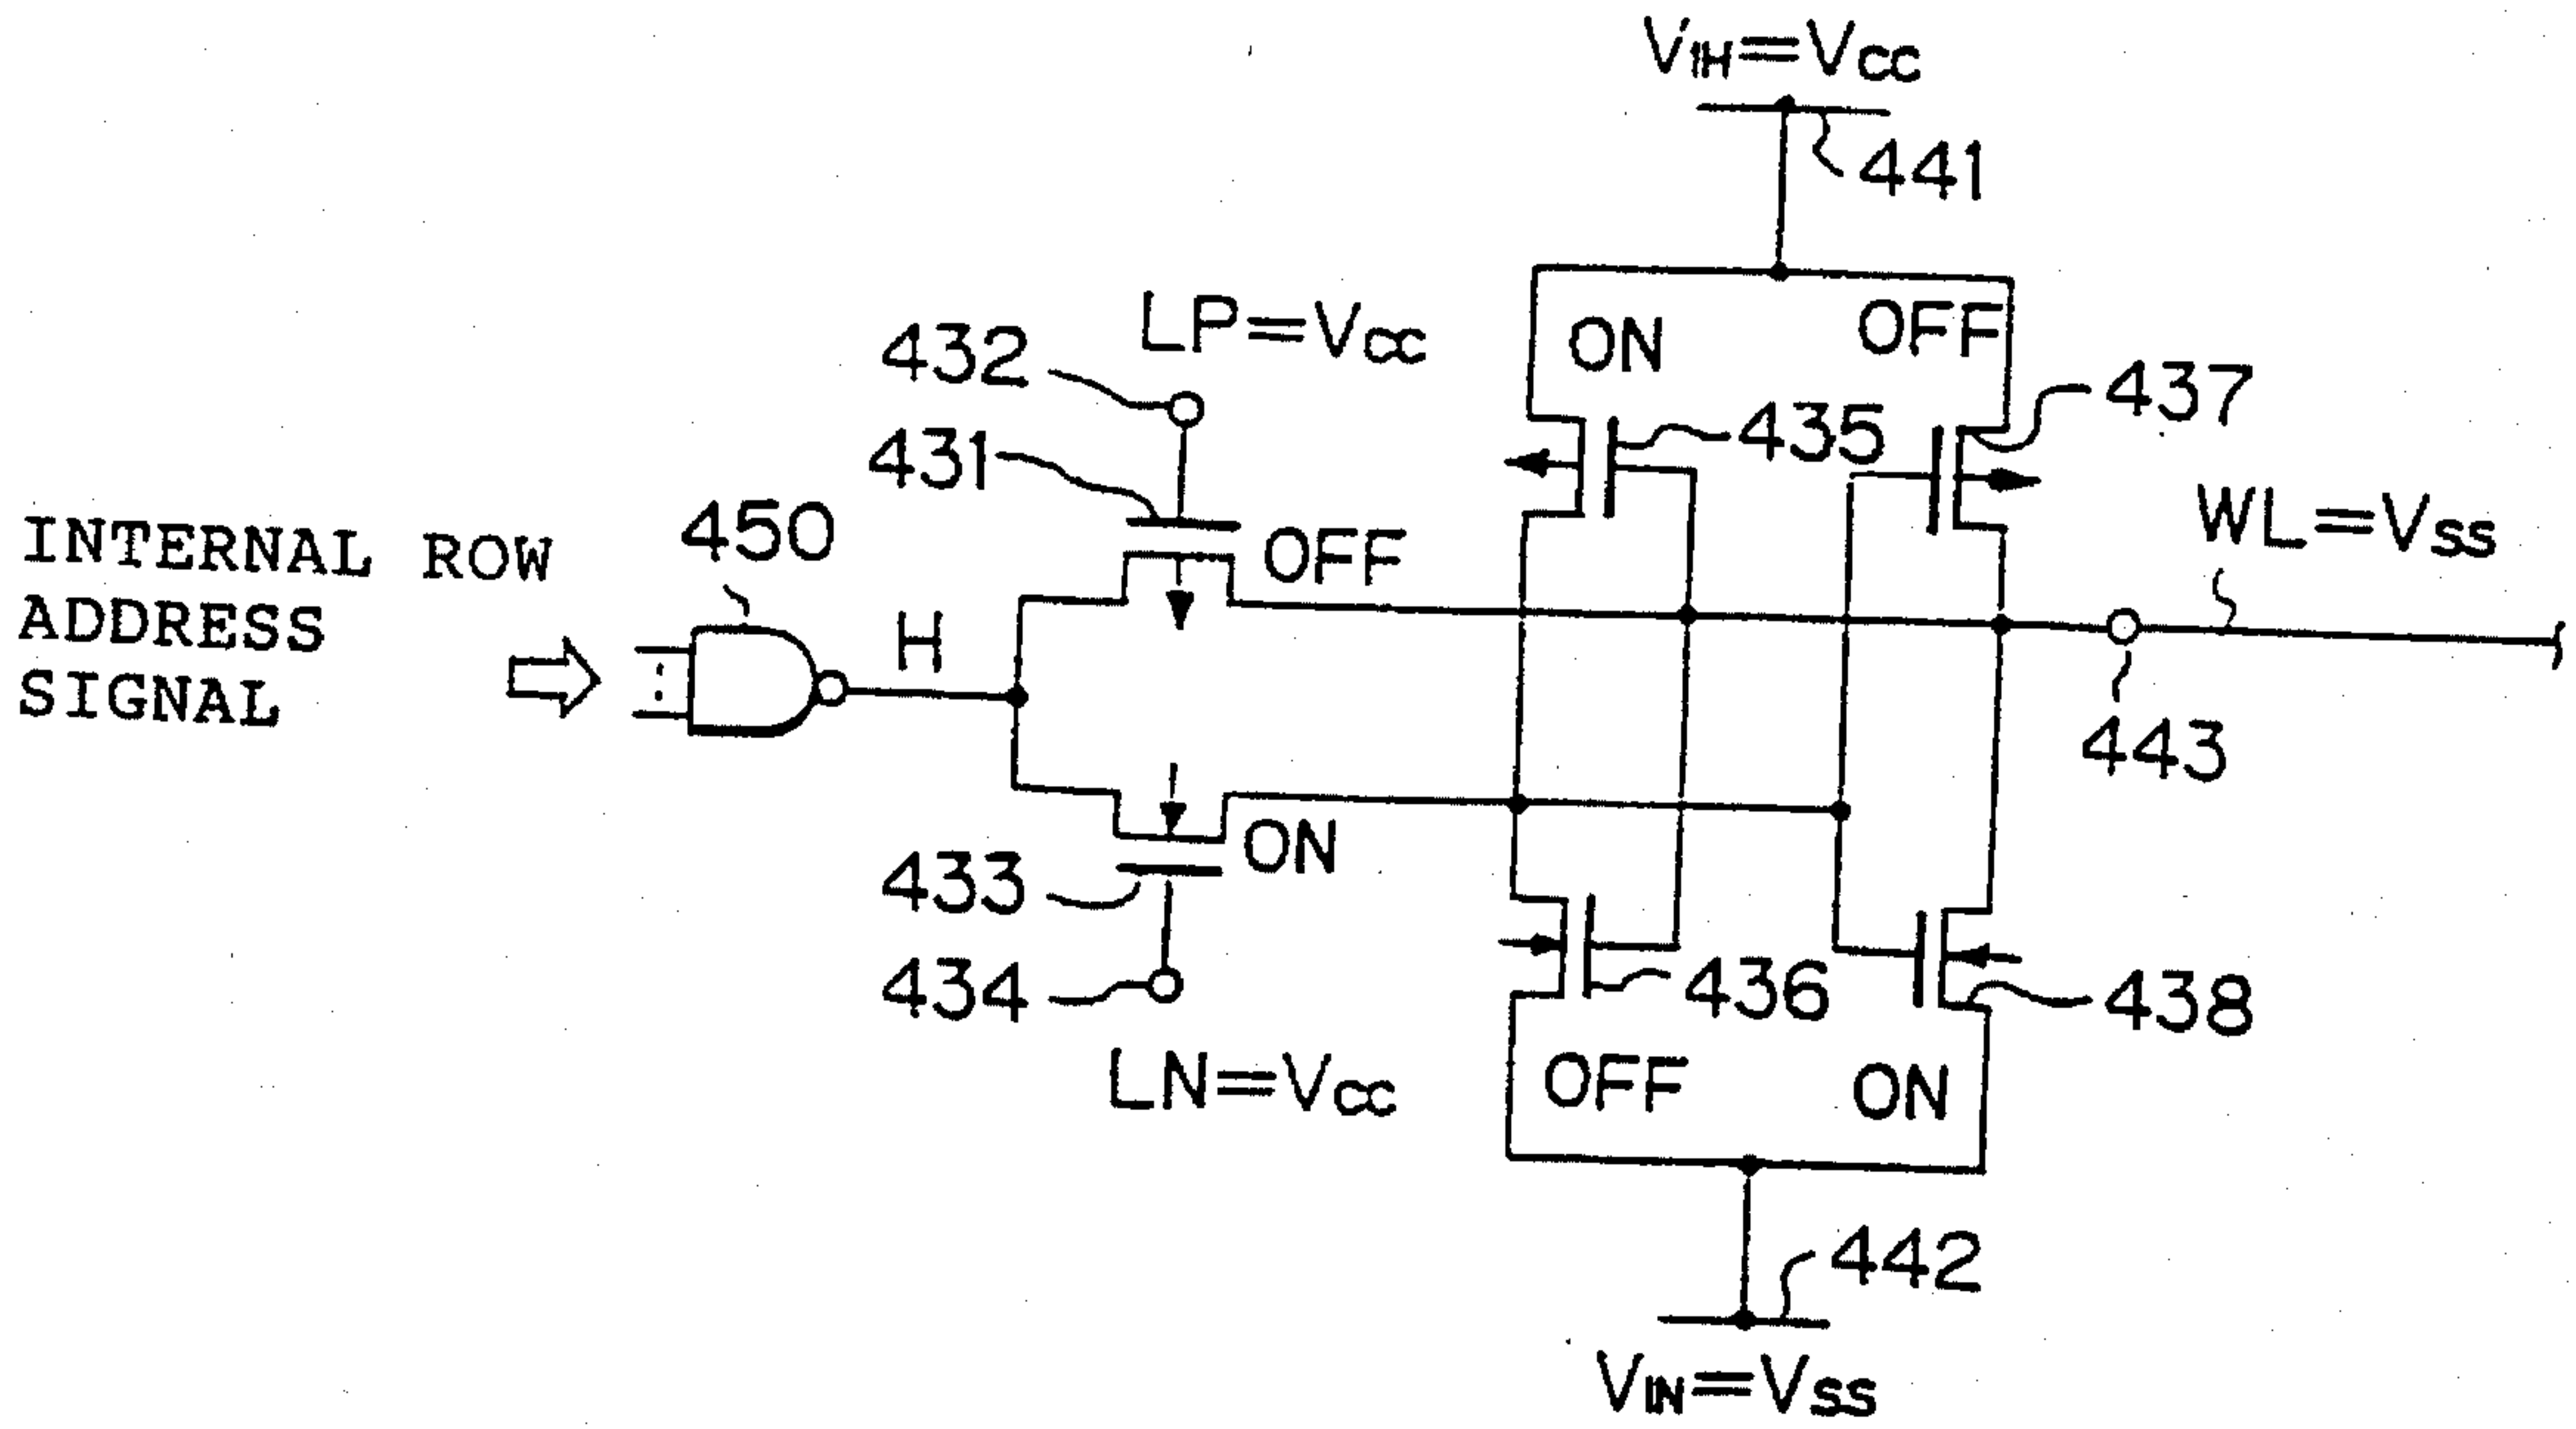 V1H=VCC
441
LP=VCC
432
ON
OFF
437
431
435
450
OFF
WL=VSS
INTERNAL ROW
ADDRESS
SIGNAL
H
443
ON
433
434
436
438
LN=VCC
OFF
ON
442
VIN=VSS